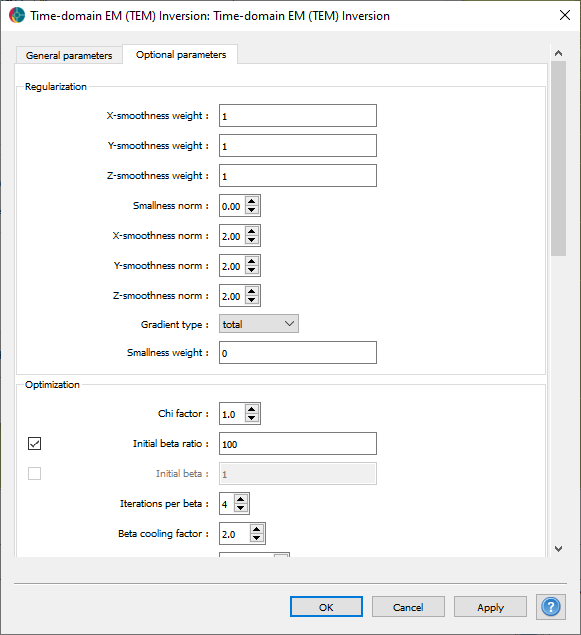 Time-domain EM (TEM) Inversion: Time-domain EM (TEM) Inversion
General parameters
Optional parameters
Regularization
X-smoothness weight :
1
Y-smoothness weight :
1
Z-smoothness weight :
1
Smallness norm :
0.00
X-smoothness norm :
2.00
Y-smoothness norm :
2.00
Z-smoothness norm :
2.00
Gradient type :
total
Smallness weight :
0
Optimization
Chi factor :
1.0
Initial beta ratio :
100
Initial beta :
1
Iterations per beta :
4
Beta cooling factor :
2.0
OK
Cancel
Apply
?